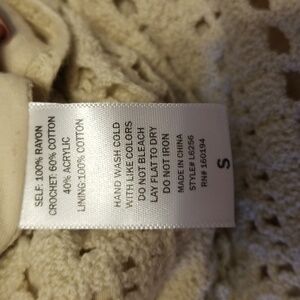 SELF: 100% RAYON
CROCHET: 60% COTTON
40% ACRYLIC
LINING: 100% COTTON
HAND WASH COLD
WITH LIKE COLORS
DO NOT BLEACH
LAY FLAT TO DRY
DO NOT IRON
MADE IN CHINA
STYLE# L6256
RN# 160194
S